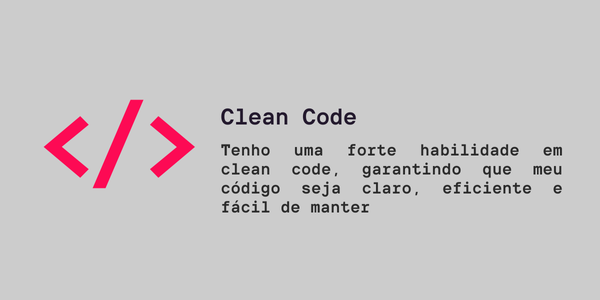 </>
Clean Code
Tenho uma forte habilidade em
clean code, garantindo que meu
código seja claro, eficiente e
fácil de manter